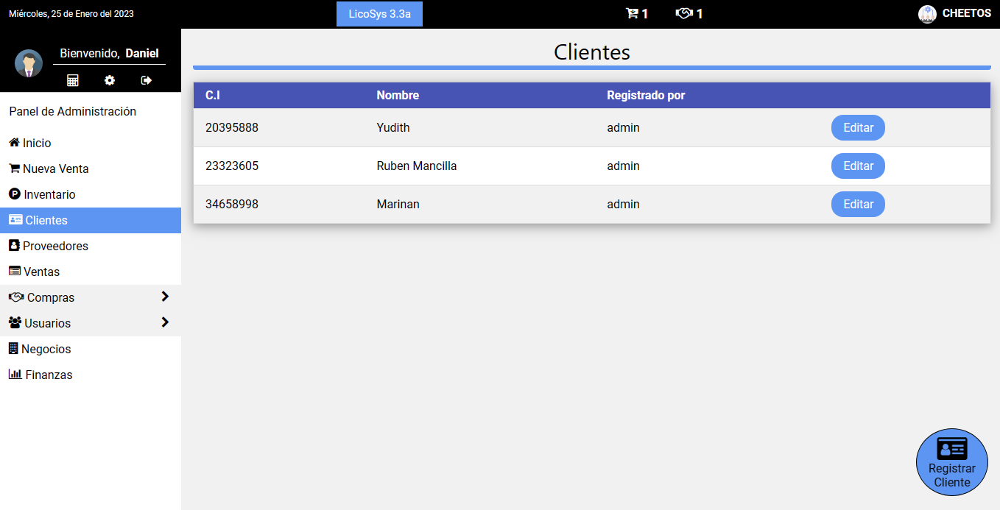 Miércoles, 25 de Enero del 2023
LicoSys 3.3a
1
1
CHEETOS
Bienvenido, Daniel
Panel de Administración
Inicio
Nueva Venta
Inventario
Clientes
Proveedores
Ventas
Compras
Usuarios
Negocios
Finanzas
Clientes
C.I Nombre Registrado por
20395888 Yudith admin Editar
23323605 Ruben Mancilla admin Editar
34658998 Marinan admin Editar
Registrar
Cliente